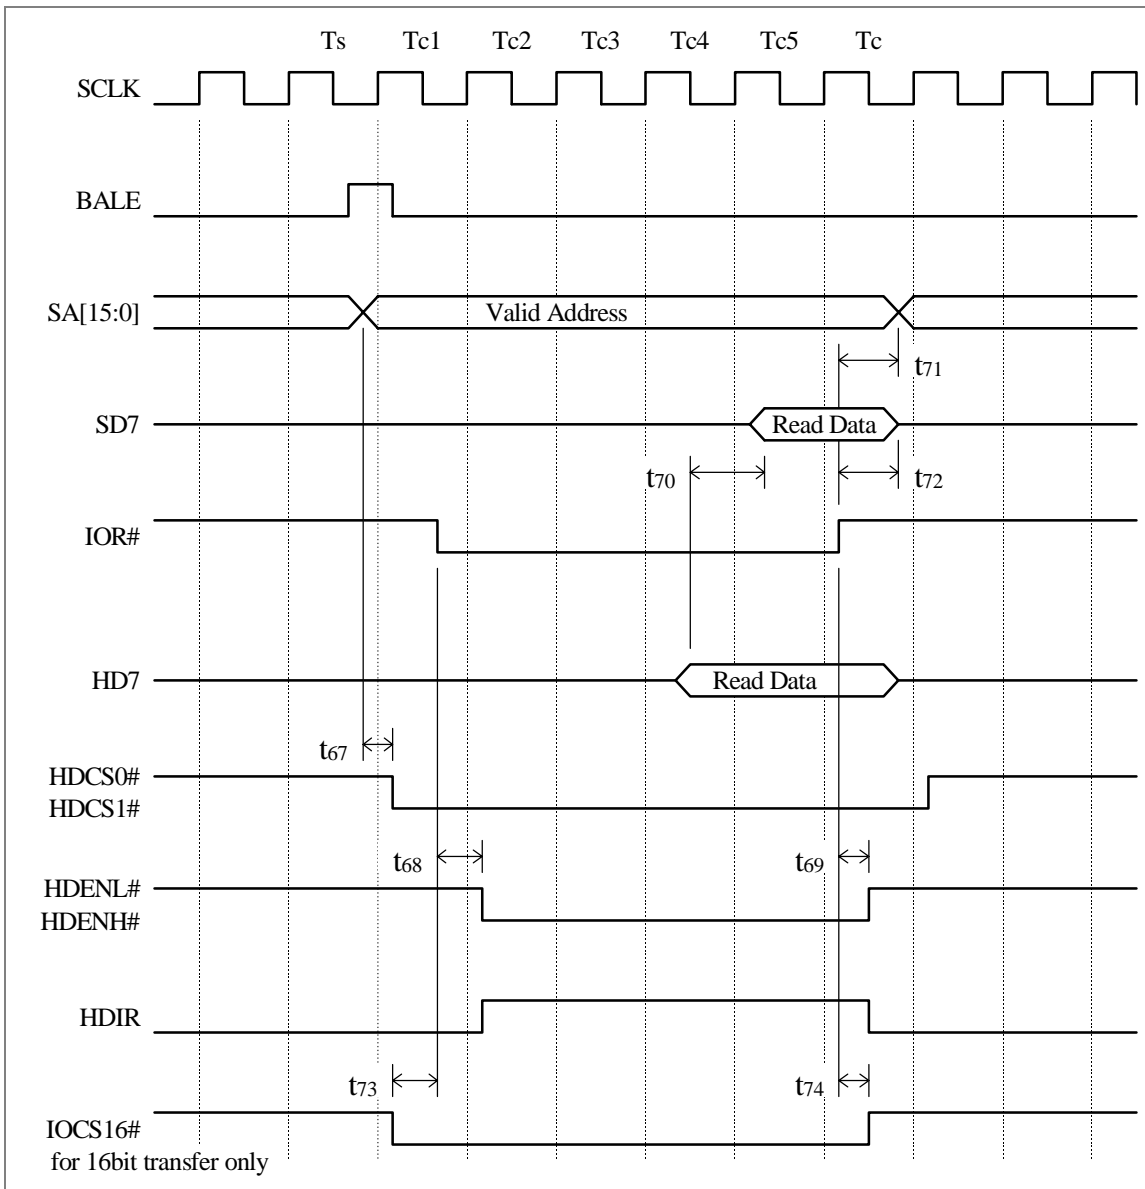 Ts Tc1 Tc2 Tc3 Tc4 Tc5 Tc
SCLK
BALE
SA[15:0] Valid Address
t71
SD7 Read Data
t70 t72
IOR#
HD7 Read Data
t67
HDCS0#
HDCS1#
t68 t69
HDENL#
HDENH#
HDIR
t73 t74
IOCS16#
for 16bit transfer only